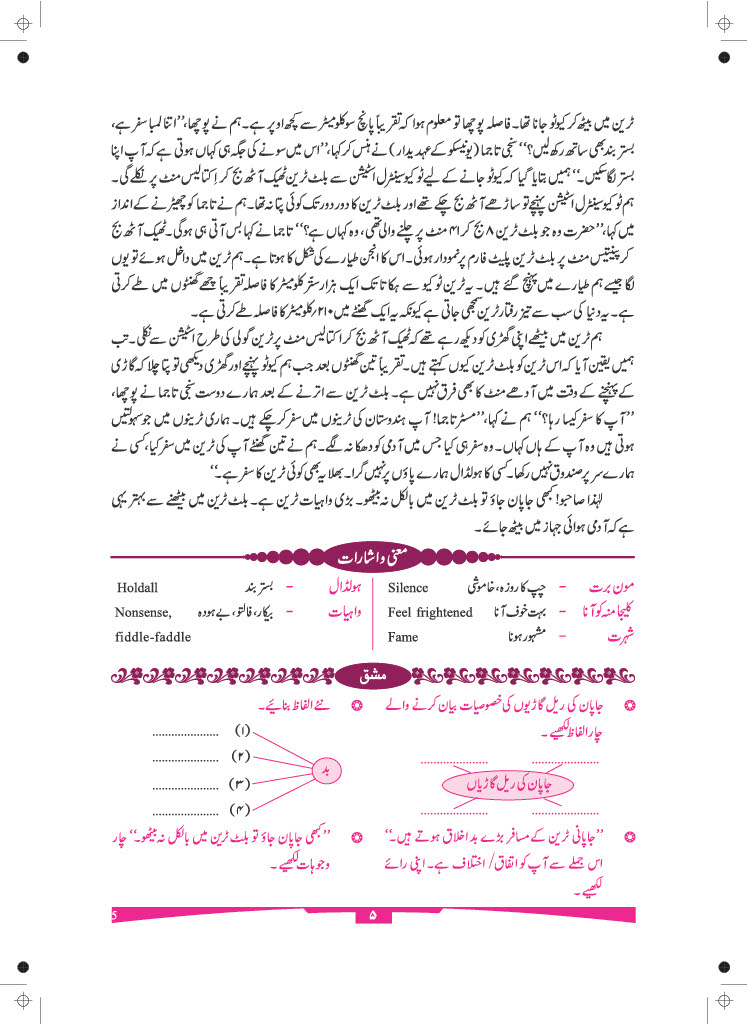 ٹرین میں بیٹھ کر کیوٹو جانا تھا۔ فاصلہ پوچھا تو معلوم ہوا کہ تقریباً پانچ سو کلو میٹر سے کچھ اوپر ہے۔ ہم نے پوچھا، ’’اتنا لمبا سفر ہے،
بستر بند بھی ساتھ رکھ لیں؟‘‘ سنجی تاجما (یونیسکو کے عہدیدار) نے ہنس کر کہا، ’’اس میں سونے کی جگہ ہی کہاں ہوتی ہے کہ آپ اپنا
بستر لگا سکیں۔‘‘ ہمیں بتایا گیا کہ کیوٹو جانے کے لیے ٹوکیو سینٹرل اسٹیشن سے بلٹ ٹرین ٹھیک آٹھ بج کر اِکتالیس منٹ پر نکلے گی۔
ہم ٹوکیو سینٹرل اسٹیشن پہنچے تو ساڑھے آٹھ بج چکے تھے اور بلٹ ٹرین کا دور دور تک کوئی پتا نہ تھا۔ ہم نے تاجما کو چھیڑنے کے انداز
میں کہا، ’’حضرت وہ جو بلٹ ٹرین ۸ بج کر ۴۱ منٹ پر چلنے والی تھی، وہ کہاں ہے؟‘‘ تاجما نے کہا بس آتی ہی ہوگی۔ ٹھیک آٹھ بج
کر پینتیس منٹ پر بلٹ ٹرین پلیٹ فارم پر نمودار ہوئی۔ اس کا انجن طیارے کی شکل کا ہوتا ہے۔ ہم ٹرین میں داخل ہوئے تو یوں
لگا جیسے ہم طیارے میں پہنچ گئے ہیں۔ یہ ٹرین ٹوکیو سے ہکاتا تک ایک ہزار ستّر کلو میٹر کا فاصلہ تقریباً چھے گھنٹوں میں طے کرتی
ہے۔ یہ دنیا کی سب سے تیز رفتار ٹرین سمجھی جاتی ہے کیونکہ یہ ایک گھنٹے میں ۲۱۰؍ کلو میٹر کا فاصلہ طے کرتی ہے۔
ہم ٹرین میں بیٹھے اپنی گھڑی کو دیکھ رہے تھے کہ ٹھیک آٹھ بج کر اکتالیس منٹ پر ٹرین گولی کی طرح اسٹیشن سے نکلی۔ تب
ہمیں یقین آیا کہ اس ٹرین کو بلٹ ٹرین کیوں کہتے ہیں۔ تقریباً تین گھنٹوں بعد جب ہم کیوٹو پہنچے اور گھڑی دیکھی تو پتا چلا کہ گاڑی
کے پہنچنے کے وقت میں آدھے منٹ کا بھی فرق نہیں ہے۔ بلٹ ٹرین سے اترنے کے بعد ہمارے دوست سنجی تاجما نے پوچھا،
’’آپ کا سفر کیسا رہا؟‘‘ ہم نے کہا، ’’مسٹر تاجما! آپ ہندوستان کی ٹرینوں میں سفر کر چکے ہیں۔ ہماری ٹرینوں میں جو سہولتیں
ہوتی ہیں وہ آپ کے ہاں کہاں۔ وہ سفر ہی کیا جس میں آدمی کو دھکا نہ لگے۔ ہم نے تین گھنٹے آپ کی ٹرین میں سفر کیا، کسی نے
ہمارے سر پر صندوق نہیں رکھا۔ کسی کا ہولڈال ہمارے پاؤں پر نہیں گرا۔ بھلا یہ بھی کوئی ٹرین کا سفر ہے۔‘‘
لہٰذا صاحبو! کبھی جاپان جاؤ تو بلٹ ٹرین میں بالکل نہ بیٹھو۔ بڑی واہیات ٹرین ہے۔ بلٹ ٹرین میں بیٹھنے سے بہتر یہی
ہے کہ آدمی ہوائی جہاز میں بیٹھ جائے۔
معنی و اشارات
مون برت – چپ کا روزہ، خاموشی Silence
کلیجا منہ کو آنا – بہت خوف آنا Feel frightened
شہرت – مشہور ہونا Fame
ہولڈال – بستر بند Holdall
واہیات – بیکار، فالتو، بے ہودہ Nonsense,
fiddle-faddle
مشق
جاپان کی ریل گاڑیوں کی خصوصیات بیان کرنے والے
چار الفاظ لکھیے۔
.................... ....................
جاپان کی ریل گاڑیاں
.................... ....................
’’جاپانی ٹرین کے مسافر بڑے بد اخلاق ہوتے ہیں۔‘‘
اس جملے سے آپ کو اتفاق/ اختلاف ہے۔ اپنی رائے
لکھیے۔
نئے الفاظ بنائیے۔
بد
(۱) ....................
(۲) ....................
(۳) ....................
(۴) ....................
’’کبھی جاپان جاؤ تو بلٹ ٹرین میں بالکل نہ بیٹھو۔‘‘ چار
وجوہات لکھیے۔
۵
5